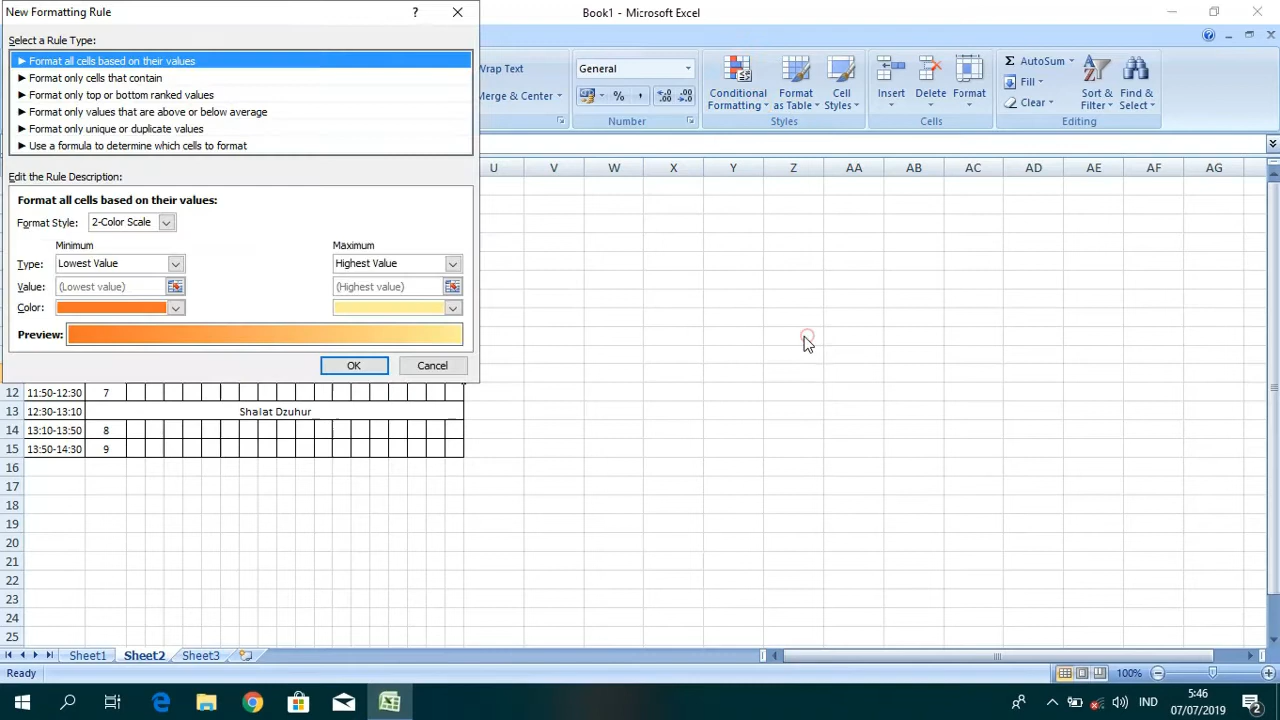 New Formatting Rule
?
Book1 - Microsoft Excel
Select a Rule Type:
► Format all cells based on their values
► Format only cells that contain
► Format only top or bottom ranked values
► Format only values that are above or below average
► Format only unique or duplicate values
► Use a formula to determine which cells to format
Edit the Rule Description:
Format all cells based on their values:
Format Style: 2-Color Scale
Minimum Maximum
Type: Lowest Value Highest Value
Value: (Lowest value) (Highest value)
Color:
Preview:
OK Cancel
Wrap Text
Merge & Center
General
% ,
Number
Conditional Formatting
Format as Table
Cell Styles
Styles
Insert Delete Format
Cells
Σ AutoSum
Fill
Clear
Sort & Filter
Find & Select
Editing
U V W X Y Z AA AB AC AD AE AF AG
12 11:50-12:30 7
13 12:30-13:10 Shalat Dzuhur
14 13:10-13:50 8
15 13:50-14:30 9
16
17
18
19
20
21
22
23
24
25
Sheet1 Sheet2 Sheet3
Ready 100%
IND
5:46
07/07/2019
2